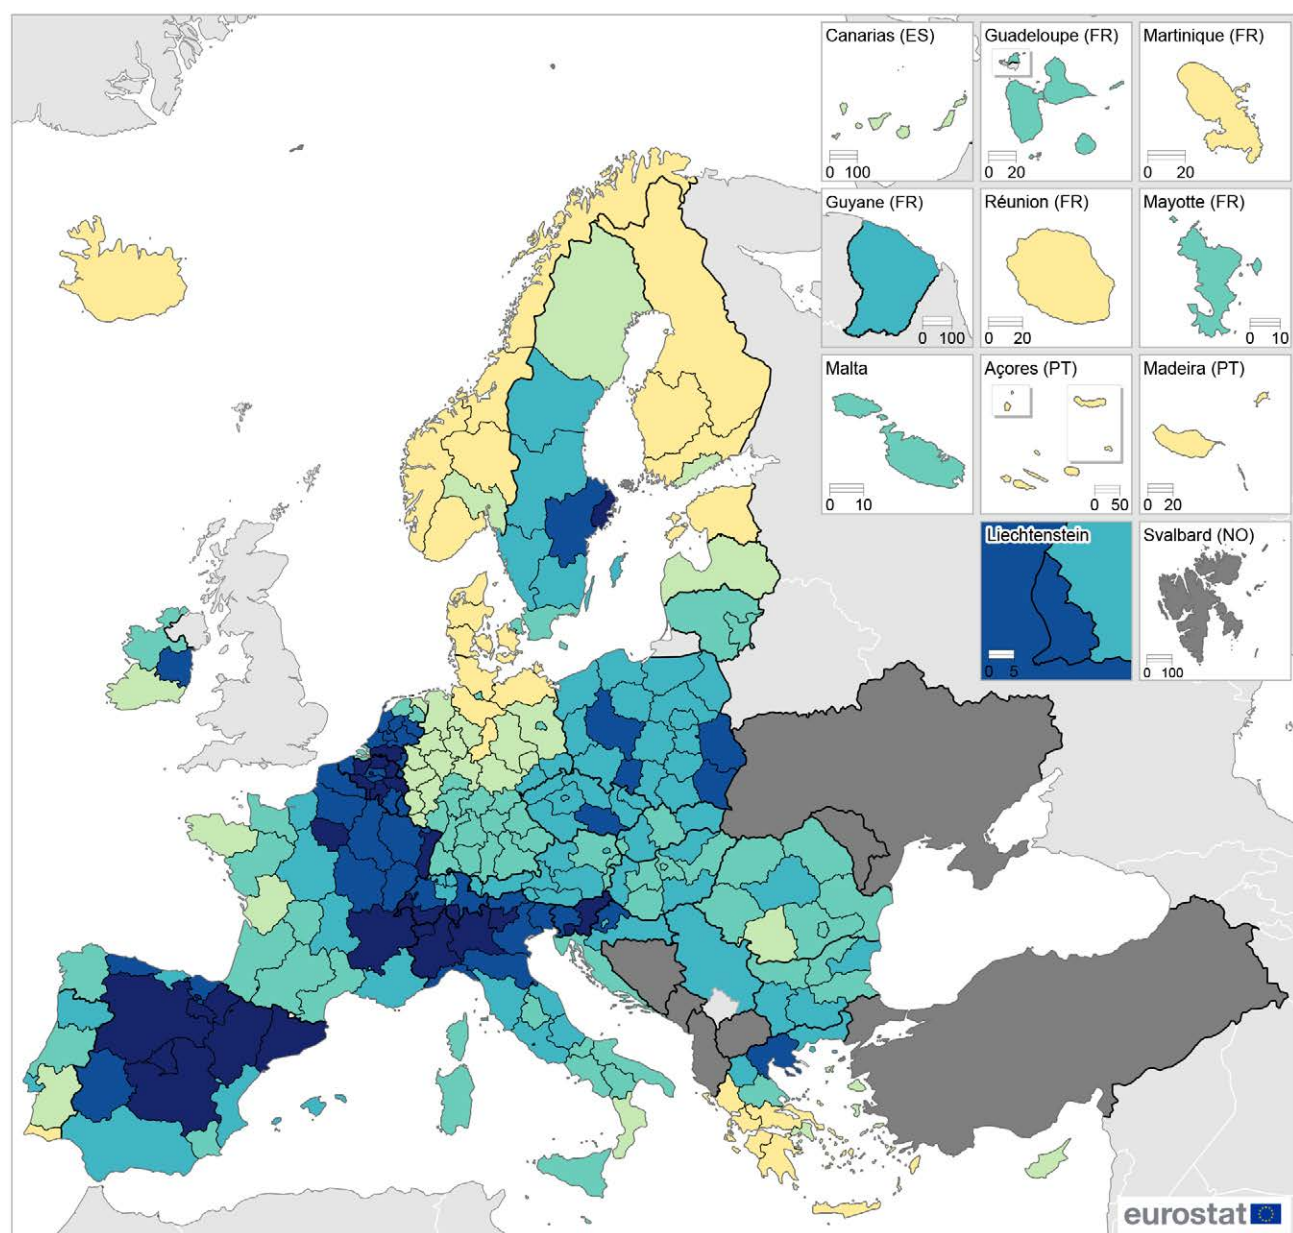 Canarias (ES)
0 100
Guadeloupe (FR)
0 20
Martinique (FR)
0 20
Guyane (FR)
0 100
Réunion (FR)
0 20
Mayotte (FR)
0 10
Malta
0 10
Açores (PT)
0 50
Madeira (PT)
0 20
Liechtenstein
0 5
Svalbard (NO)
0 100
eurostat